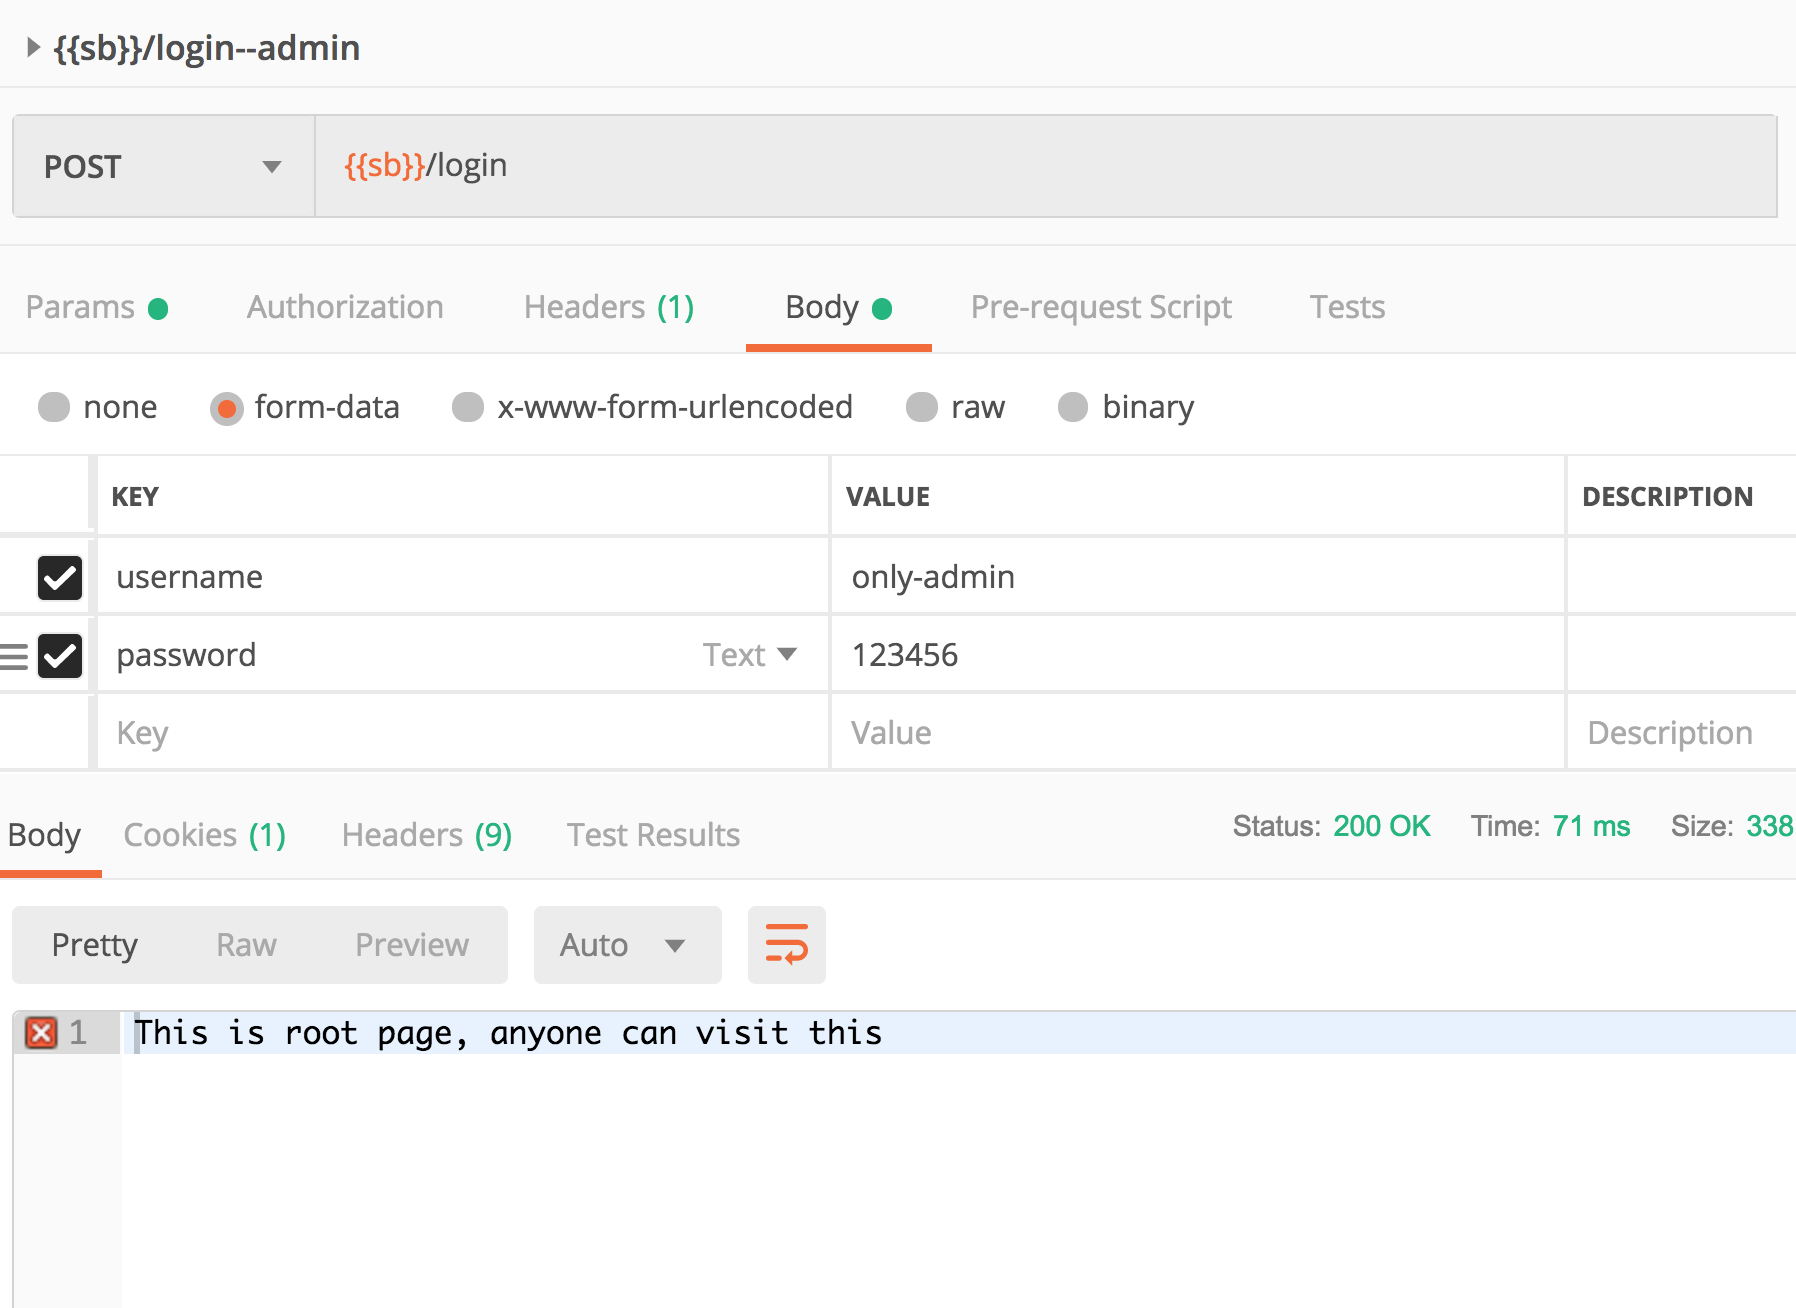 {{sb}}/login--admin
POST {{sb}}/login
Params Authorization Headers (1) Body Pre-request Script Tests
none form-data x-www-form-urlencoded raw binary
KEY VALUE DESCRIPTION
username only-admin
password Text 123456
Key Value Description
Body Cookies (1) Headers (9) Test Results Status: 200 OK Time: 71 ms Size: 338
Pretty Raw Preview Auto
1 This is root page, anyone can visit this